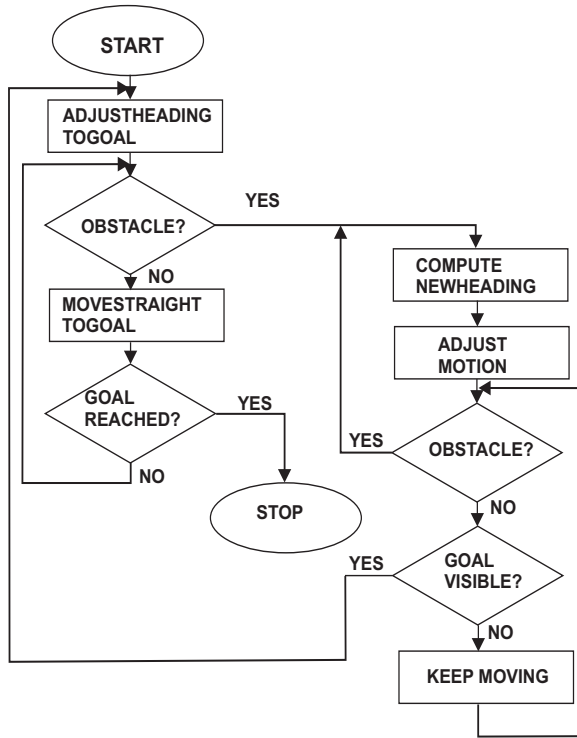 START
ADJUSTHEADING
TOGOAL
OBSTACLE?
YES
NO
MOVESTRAIGHT
TOGOAL
GOAL
REACHED?
YES
NO
STOP
COMPUTE
NEWHEADING
ADJUST
MOTION
OBSTACLE?
YES
NO
GOAL
VISIBLE?
YES
NO
KEEP MOVING